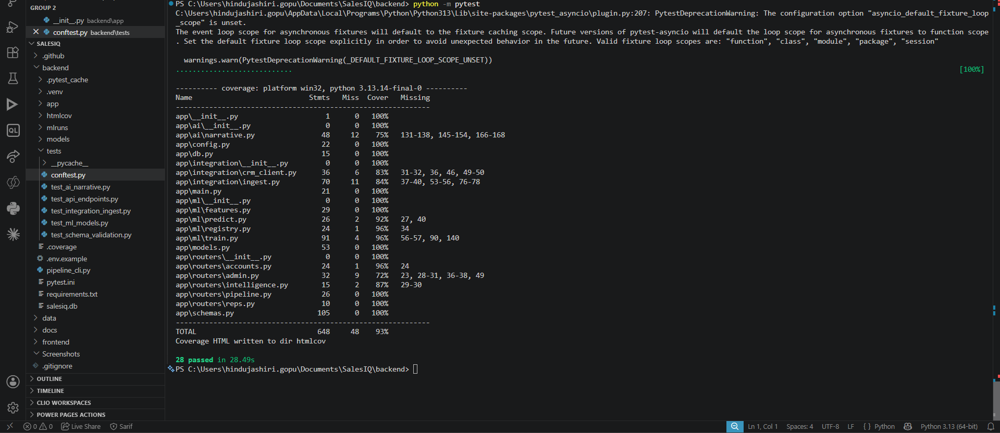 GROUP 2
__init__.py backend\app
conftest.py backend\tests
SALESIQ
.github
backend
.pytest_cache
.venv
app
htmlcov
mlruns
models
tests
__pycache__
conftest.py
test_ai_narrative.py
test_api_endpoints.py
test_integration_ingest.py
test_ml_models.py
test_schema_validation.py
.coverage
.env.example
pipeline_cli.py
pytest.ini
requirements.txt
salesiq.db
data
docs
frontend
Screenshots
.gitignore
OUTLINE
TIMELINE
CLIO WORKSPACES
POWER PAGES ACTIONS
QL
PS C:\Users\hindujashiri.gopu\Documents\SalesIQ\backend> python -m pytest
C:\Users\hindujashiri.gopu\AppData\Local\Programs\Python\Python313\Lib\site-packages\pytest_asyncio\plugin.py:207: PytestDeprecationWarning: The configuration option "asyncio_default_fixture_loop
_scope" is unset.
The event loop scope for asynchronous fixtures will default to the fixture caching scope. Future versions of pytest-asyncio will default the loop scope for asynchronous fixtures to function scope
. Set the default fixture loop scope explicitly in order to avoid unexpected behavior in the future. Valid fixture loop scopes are: "function", "class", "module", "package", "session"
warnings.warn(PytestDeprecationWarning(_DEFAULT_FIXTURE_LOOP_SCOPE_UNSET))
............................ [100%]
---------- coverage: platform win32, python 3.13.14-final-0 ----------
Name Stmts Miss Cover Missing
-------------------------------------------------------------
app\__init__.py 1 0 100%
app\ai\__init__.py 0 0 100%
app\ai\narrative.py 48 12 75% 131-138, 145-154, 166-168
app\config.py 22 0 100%
app\db.py 15 0 100%
app\integration\__init__.py 0 0 100%
app\integration\crm_client.py 36 6 83% 31-32, 36, 46, 49-50
app\integration\ingest.py 70 11 84% 37-40, 53-56, 76-78
app\main.py 21 0 100%
app\ml\__init__.py 0 0 100%
app\ml\features.py 29 0 100%
app\ml\predict.py 26 2 92% 27, 40
app\ml\registry.py 24 1 96% 34
app\ml\train.py 91 4 96% 56-57, 90, 140
app\models.py 53 0 100%
app\routers\__init__.py 0 0 100%
app\routers\accounts.py 24 1 96% 24
app\routers\admin.py 32 9 72% 23, 28-31, 36-38, 49
app\routers\intelligence.py 15 2 87% 29-30
app\routers\pipeline.py 26 0 100%
app\routers\reps.py 10 0 100%
app\schemas.py 105 0 100%
-------------------------------------------------------------
TOTAL 648 48 93%
Coverage HTML written to dir htmlcov
28 passed in 28.49s
PS C:\Users\hindujashiri.gopu\Documents\SalesIQ\backend>
0 0 Live Share Sarif Ln 1, Col 1 Spaces: 4 UTF-8 LF { } Python Python 3.13 (64-bit)